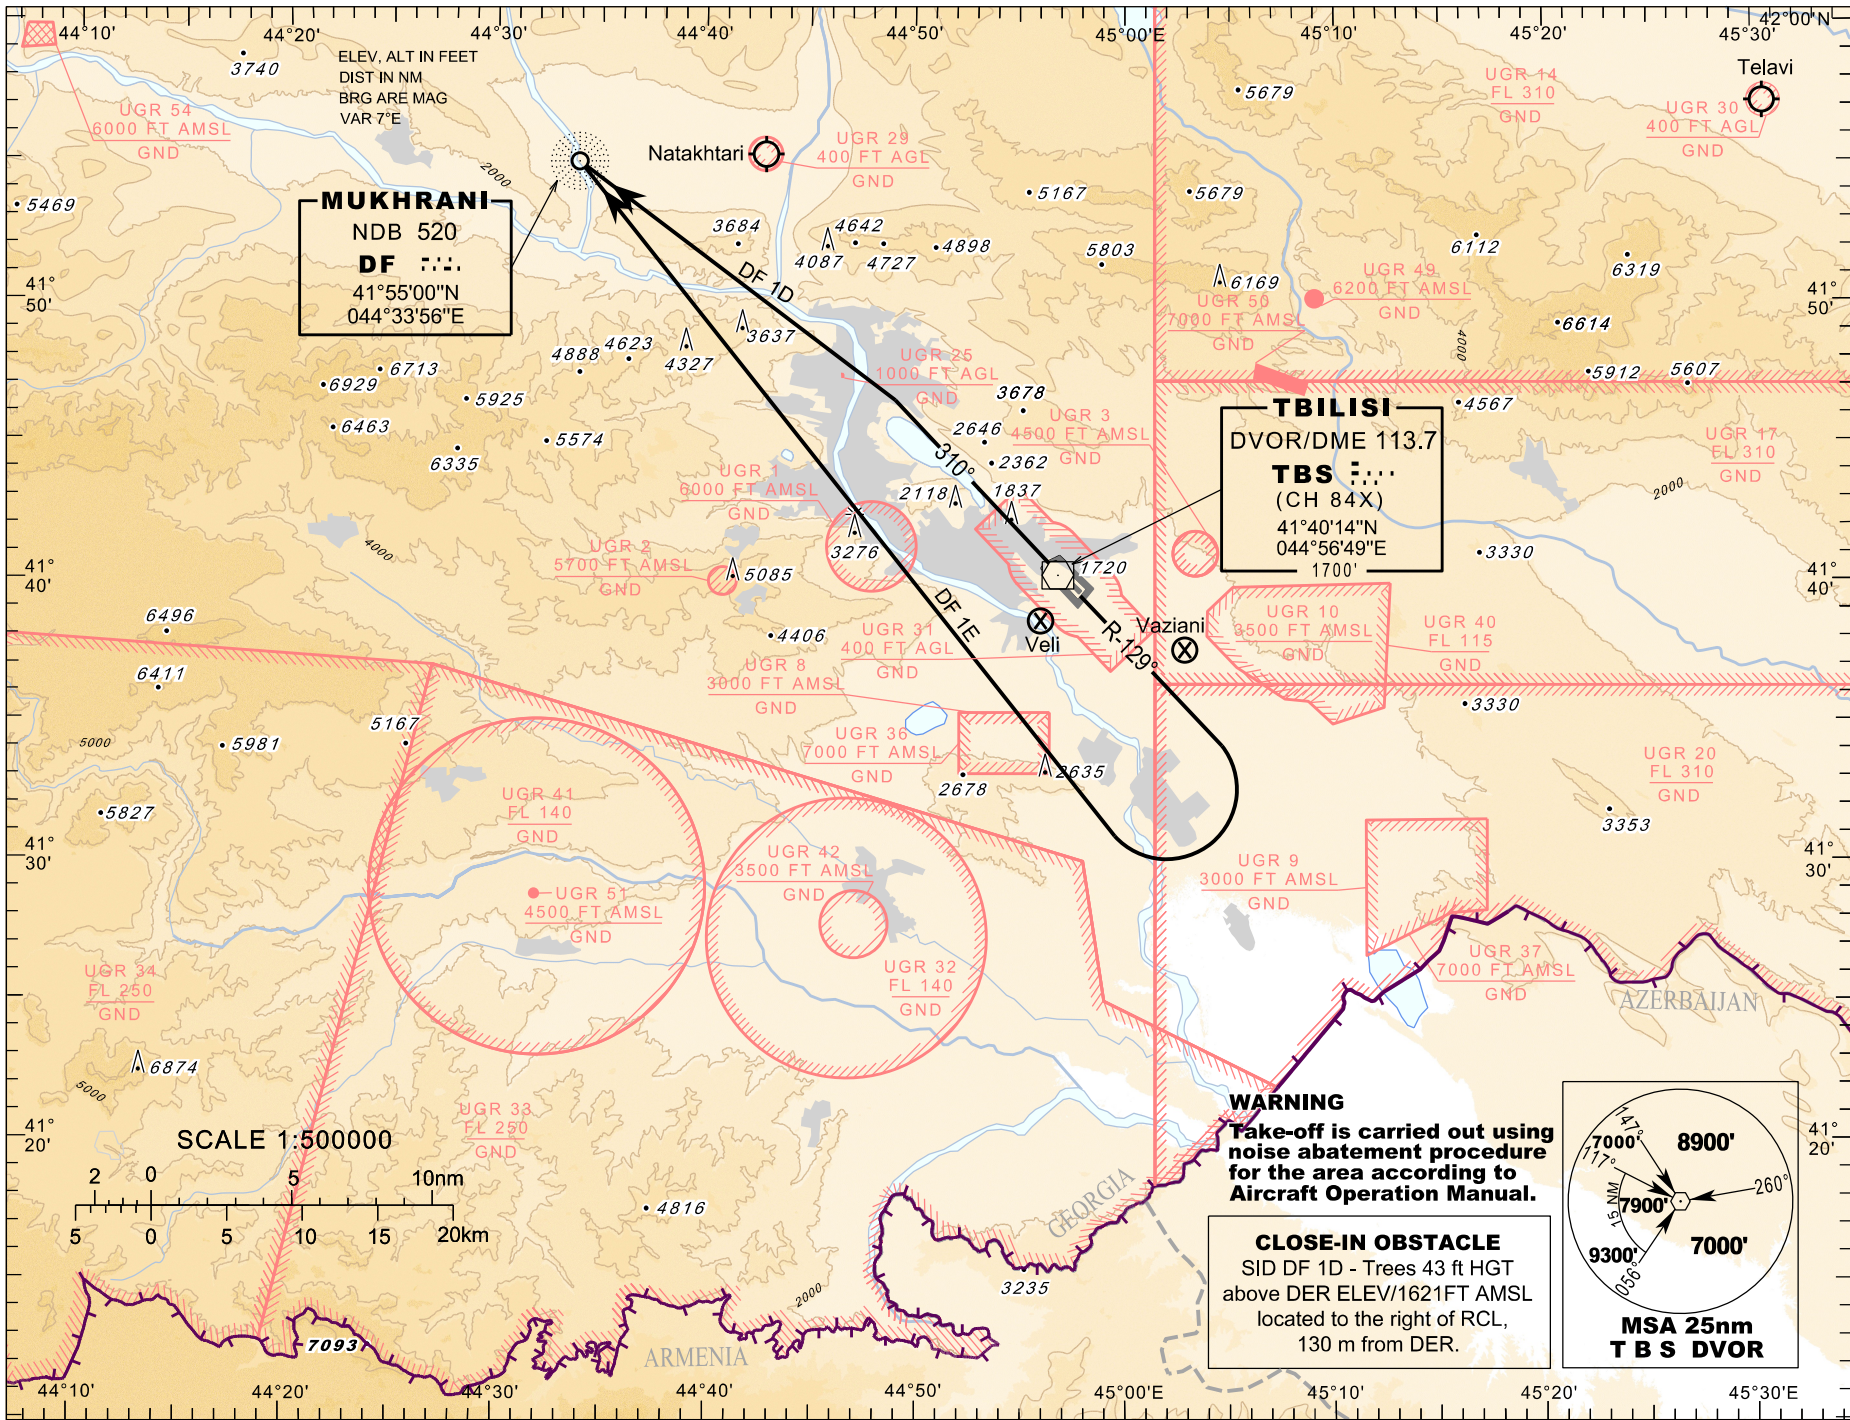 44°10'
44°20'
44°30'
44°40'
44°50'
45°00'E
45°10'
45°20'
45°30'
42°00'N
ELEV, ALT IN FEET
DIST IN NM
BRG ARE MAG
VAR 7°E
3740
UGR 54
6000 FT AMSL
GND
2000
Natakhtari
UGR 29
400 FT AGL
GND
5679
UGR 14
FL 310
GND
Telavi
UGR 30
400 FT AGL
GND
5469
MUKHRANI
NDB 520
DF
41°55'00"N
044°33'56"E
5167
5679
3684
4642
4087
4727
4898
5803
6112
6319
6169
UGR 49
6200 FT AMSL
GND
UGR 50
7000 FT AMSL
GND
41°
50'
41°
50'
DF 1D
6614
4000
3637
4327
4623
4888
6713
6929
5925
6463
5574
6335
UGR 25
1000 FT AGL
GND
3678
5912
5607
4567
UGR 3
4500 FT AMSL
GND
2646
2362
310°
TBILISI
DVOR/DME 113.7
TBS
(CH 84X)
41°40'14"N
044°56'49"E
1700'
UGR 17
FL 310
GND
2000
UGR 1
6000 FT AMSL
GND
2118
1837
3276
4000
UGR 2
5700 FT AMSL
GND
5085
1720
3330
41°
40'
41°
40'
DF 1E
6496
4406
UGR 31
400 FT AGL
GND
Veli
R-129°
Vaziani
UGR 10
3500 FT AMSL
GND
UGR 40
FL 115
GND
6411
UGR 8
3000 FT AMSL
GND
3330
5167
5000
5981
UGR 36
7000 FT AMSL
GND
2635
2678
UGR 20
FL 310
GND
5827
UGR 41
FL 140
GND
3353
41°
30'
41°
30'
UGR 42
3500 FT AMSL
GND
UGR 9
3000 FT AMSL
GND
UGR 51
4500 FT AMSL
GND
UGR 34
FL 250
GND
UGR 32
FL 140
GND
UGR 37
7000 FT AMSL
GND
AZERBAIJAN
6874
5000
UGR 33
FL 250
GND
41°
20'
41°
20'
SCALE 1:500000
2 0 5 10nm
5 0 5 10 15 20km
4816
GEORGIA
WARNING
Take-off is carried out using
noise abatement procedure
for the area according to
Aircraft Operation Manual.
CLOSE-IN OBSTACLE
SID DF 1D - Trees 43 ft HGT
above DER ELEV/1621FT AMSL
located to the right of RCL,
130 m from DER.
147°
7000'
8900'
117°
260°
15 NM
7900'
9300'
7000'
056°
MSA 25nm
TBS DVOR
3235
2000
7093
ARMENIA
44°10'
44°20'
44°30'
44°40'
44°50'
45°00'E
45°10'
45°20'
45°30'